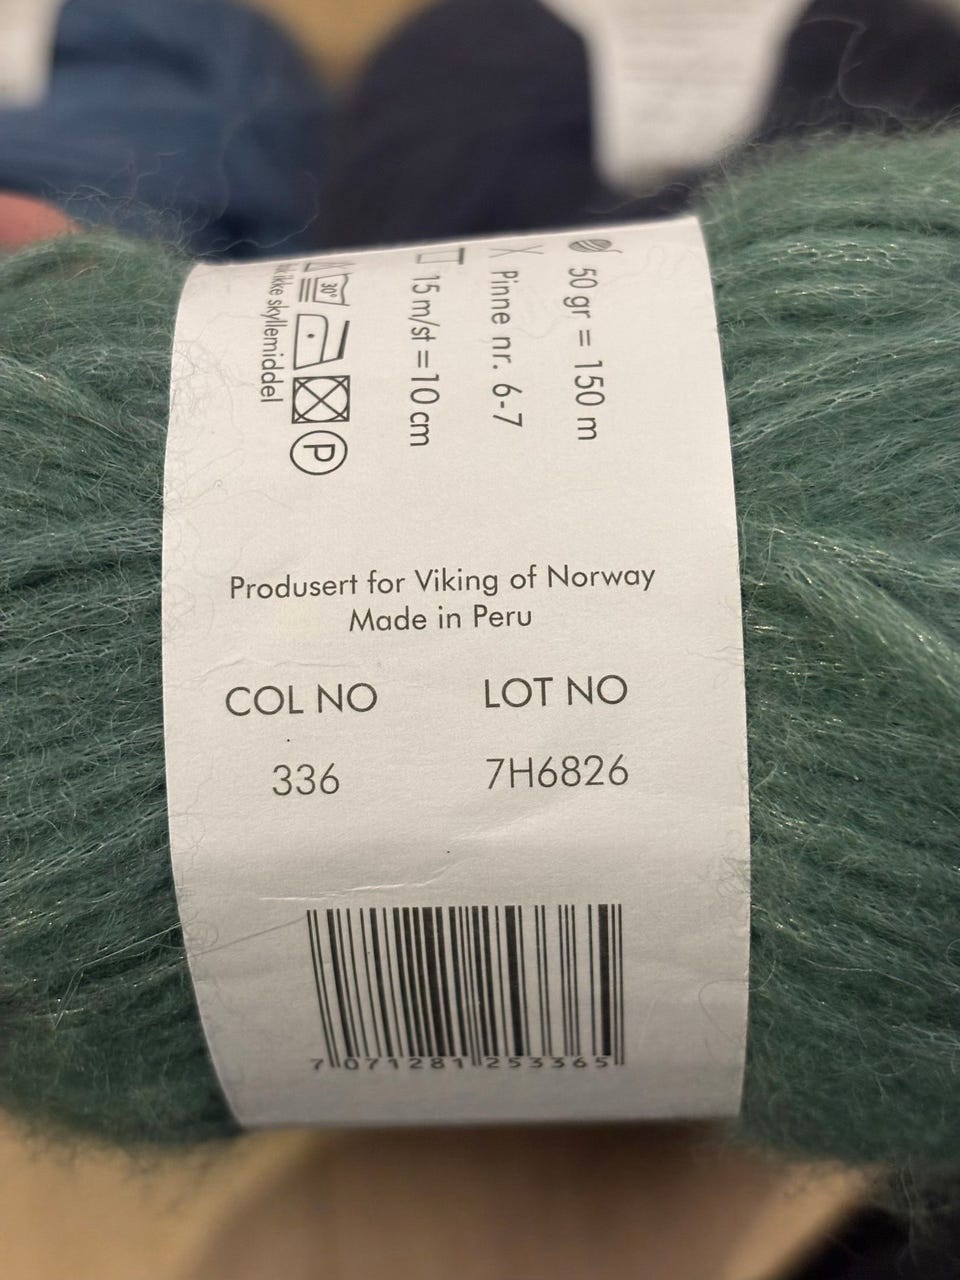 50 gr = 150 m
Pinne nr. 6-7
15 m/st = 10 cm
30°
P
ikke skyllemiddel
Produsert for Viking of Norway
Made in Peru
COL NO LOT NO
336 7H6826
7 071281 253365